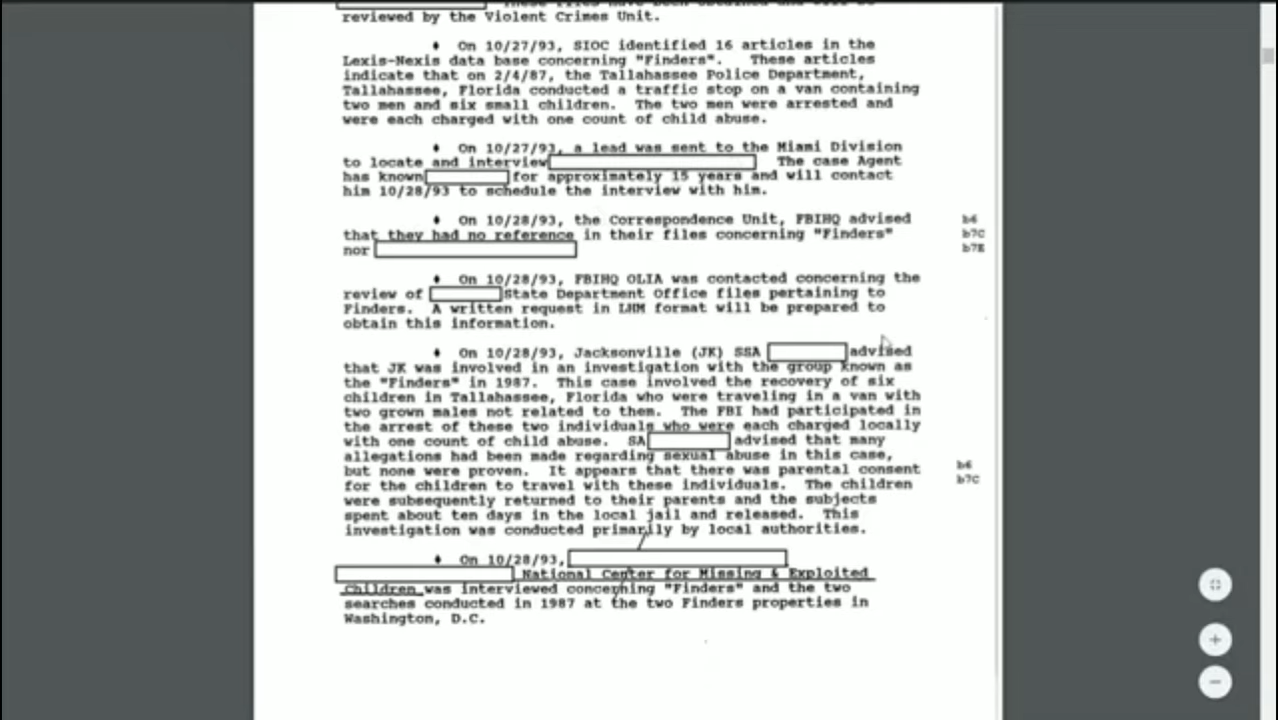 reviewed by the Violent Crimes Unit.
♦ On 10/27/93, SIOC identified 16 articles in the
Lexis-Nexis data base concerning "Finders". These articles
indicate that on 2/4/87, the Tallahassee Police Department,
Tallahassee, Florida conducted a traffic stop on a van containing
two men and six small children. The two men were arrested and
were each charged with one count of child abuse.
♦ On 10/27/93, a lead was sent to the Miami Division
to locate and interview The case Agent
has known for approximately 15 years and will contact
him 10/28/93 to schedule the interview with him.
♦ On 10/28/93, the Correspondence Unit, FBIHQ advised
that they had no reference in their files concerning "Finders"
nor
b6
b7C
b7E
♦ On 10/28/93, FBIHQ OLIA was contacted concerning the
review of State Department Office files pertaining to
Finders. A written request in LHM format will be prepared to
obtain this information.
♦ On 10/28/93, Jacksonville (JK) SSA advised
that JK was involved in an investigation with the group known as
the "Finders" in 1987. This case involved the recovery of six
children in Tallahassee, Florida who were traveling in a van with
two grown males not related to them. The FBI had participated in
the arrest of these two individuals who were each charged locally
with one count of child abuse. SA advised that many
allegations had been made regarding sexual abuse in this case,
but none were proven. It appears that there was parental consent
for the children to travel with these individuals. The children
were subsequently returned to their parents and the subjects
spent about ten days in the local jail and released. This
investigation was conducted primarily by local authorities.
b6
b7C
♦ On 10/28/93,
National Center for Missing & Exploited
Children was interviewed concerning "Finders" and the two
searches conducted in 1987 at the two Finders properties in
Washington, D.C.